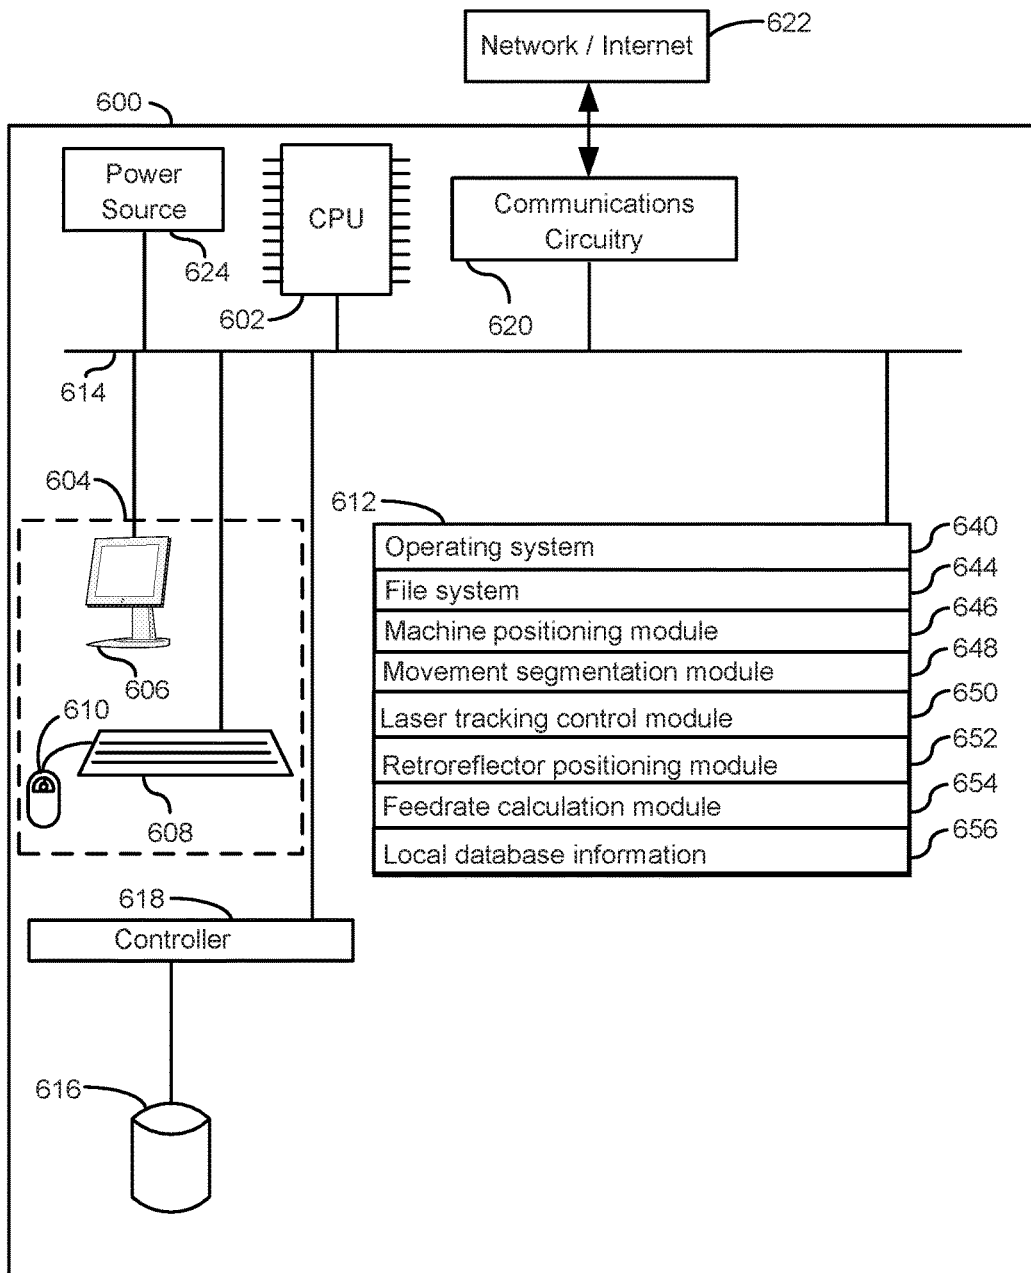 Network / Internet
622
600
Power
Source
624
CPU
602
Communications
Circuitry
620
614
604
606
610
608
612
Operating system
640
File system
644
Machine positioning module
646
Movement segmentation module
648
Laser tracking control module
650
Retroreflector positioning module
652
Feedrate calculation module
654
Local database information
656
618
Controller
616